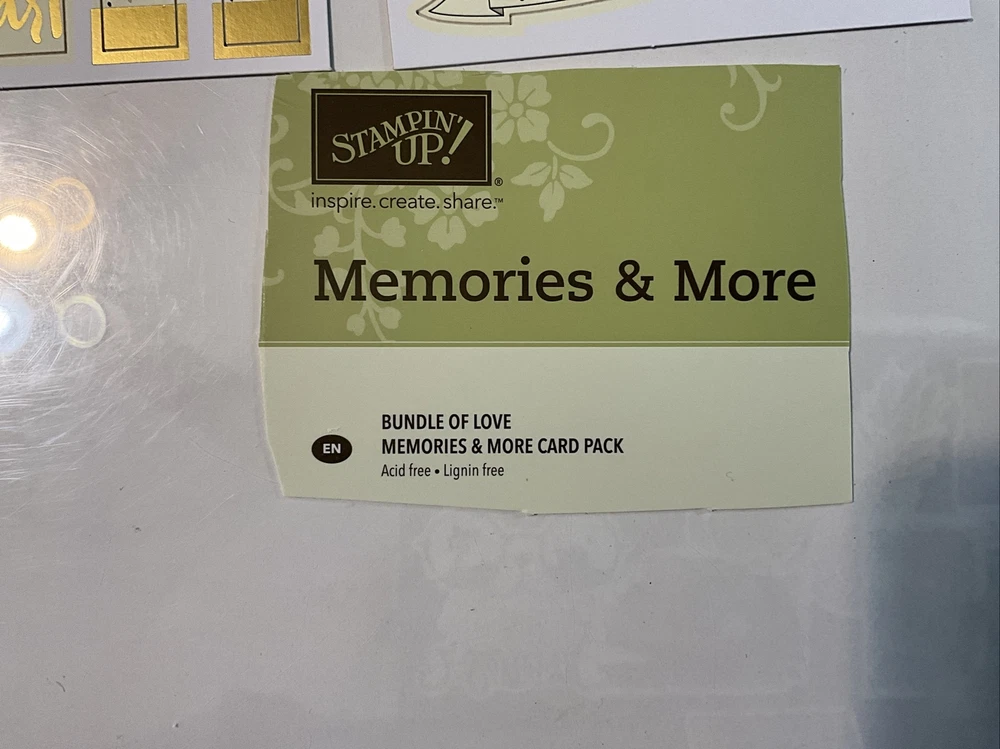 STAMPIN' UP!®
inspire. create. share.™
Memories & More
BUNDLE OF LOVE
EN
MEMORIES & MORE CARD PACK
Acid free • Lignin free